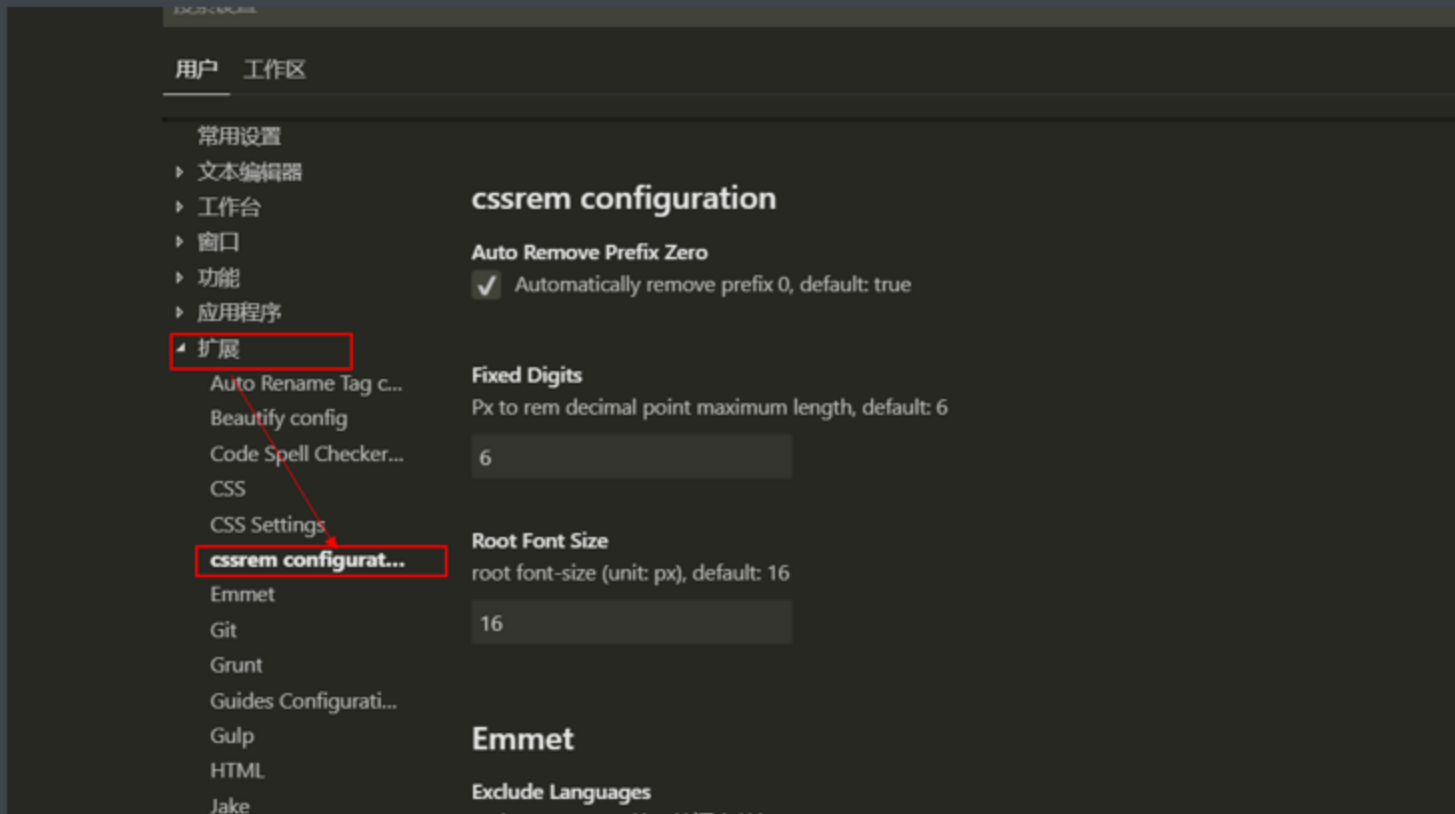 用户 工作区
常用设置
文本编辑器
工作台
窗口
功能
应用程序
扩展
Auto Rename Tag c...
Beautify config
Code Spell Checker...
CSS
CSS Settings
cssrem configurat...
Emmet
Git
Grunt
Guides Configurati...
Gulp
HTML
Jake
cssrem configuration
Auto Remove Prefix Zero
Automatically remove prefix 0, default: true
Fixed Digits
Px to rem decimal point maximum length, default: 6
6
Root Font Size
root font-size (unit: px), default: 16
16
Emmet
Exclude Languages